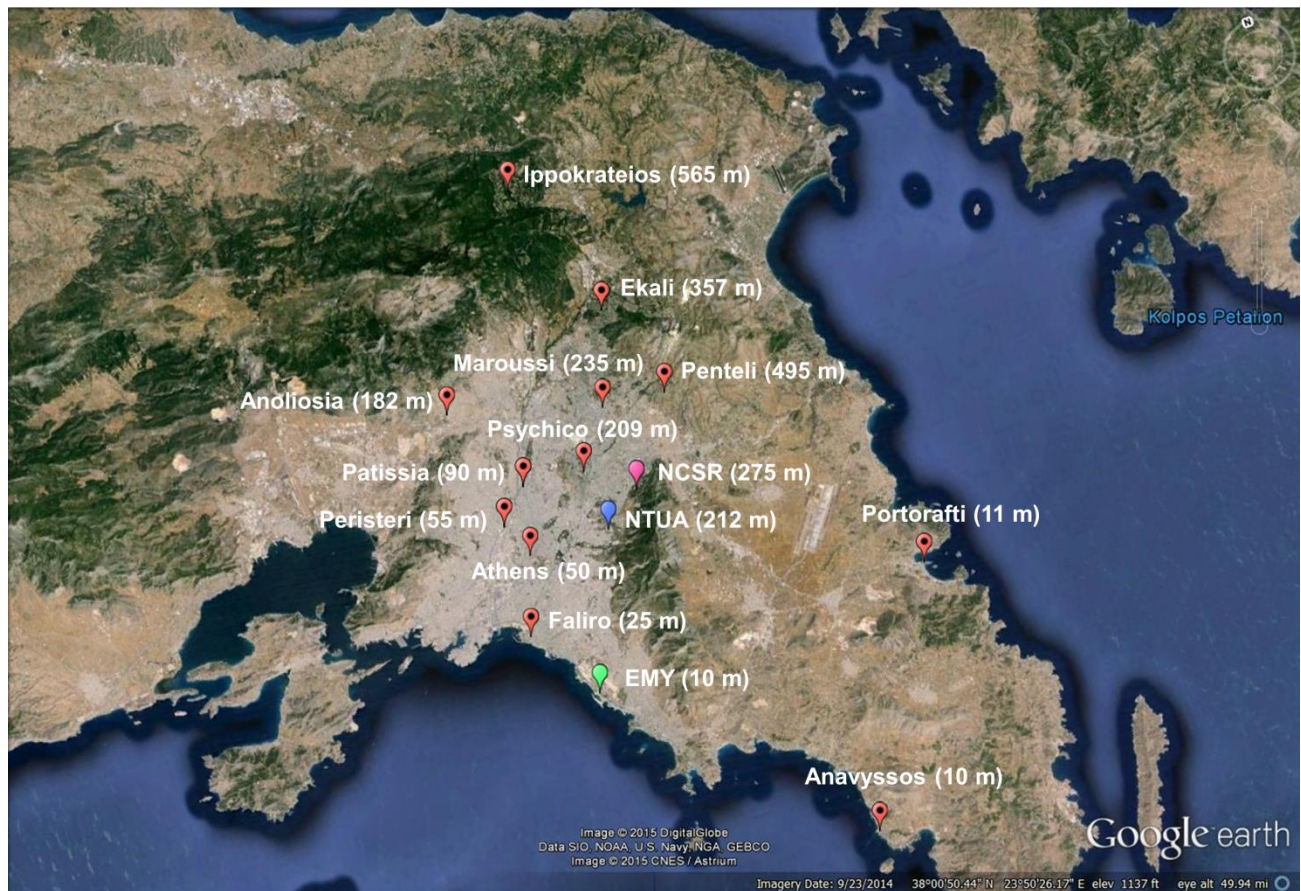 N
Ippokrateios (565 m)
Ekali (357 m)
Kolpos Petalion
Maroussi (235 m)
Penteli (495 m)
Anoliosia (182 m)
Psychico (209 m)
Patissia (90 m)
NCSR (275 m)
Peristeri (55 m)
NTUA (212 m)
Portorafti (11 m)
Athens (50 m)
Faliro (25 m)
EMY (10 m)
Anavyssos (10 m)
Image © 2015 DigitalGlobe
Data SIO, NOAA, U.S. Navy, NGA, GEBCO
Image © 2015 CNES / Astrium
Google earth
Imagery Date: 9/23/2014 38°00'50.44" N 23°50'26.17" E elev 1137 ft eye alt 49.94 mi